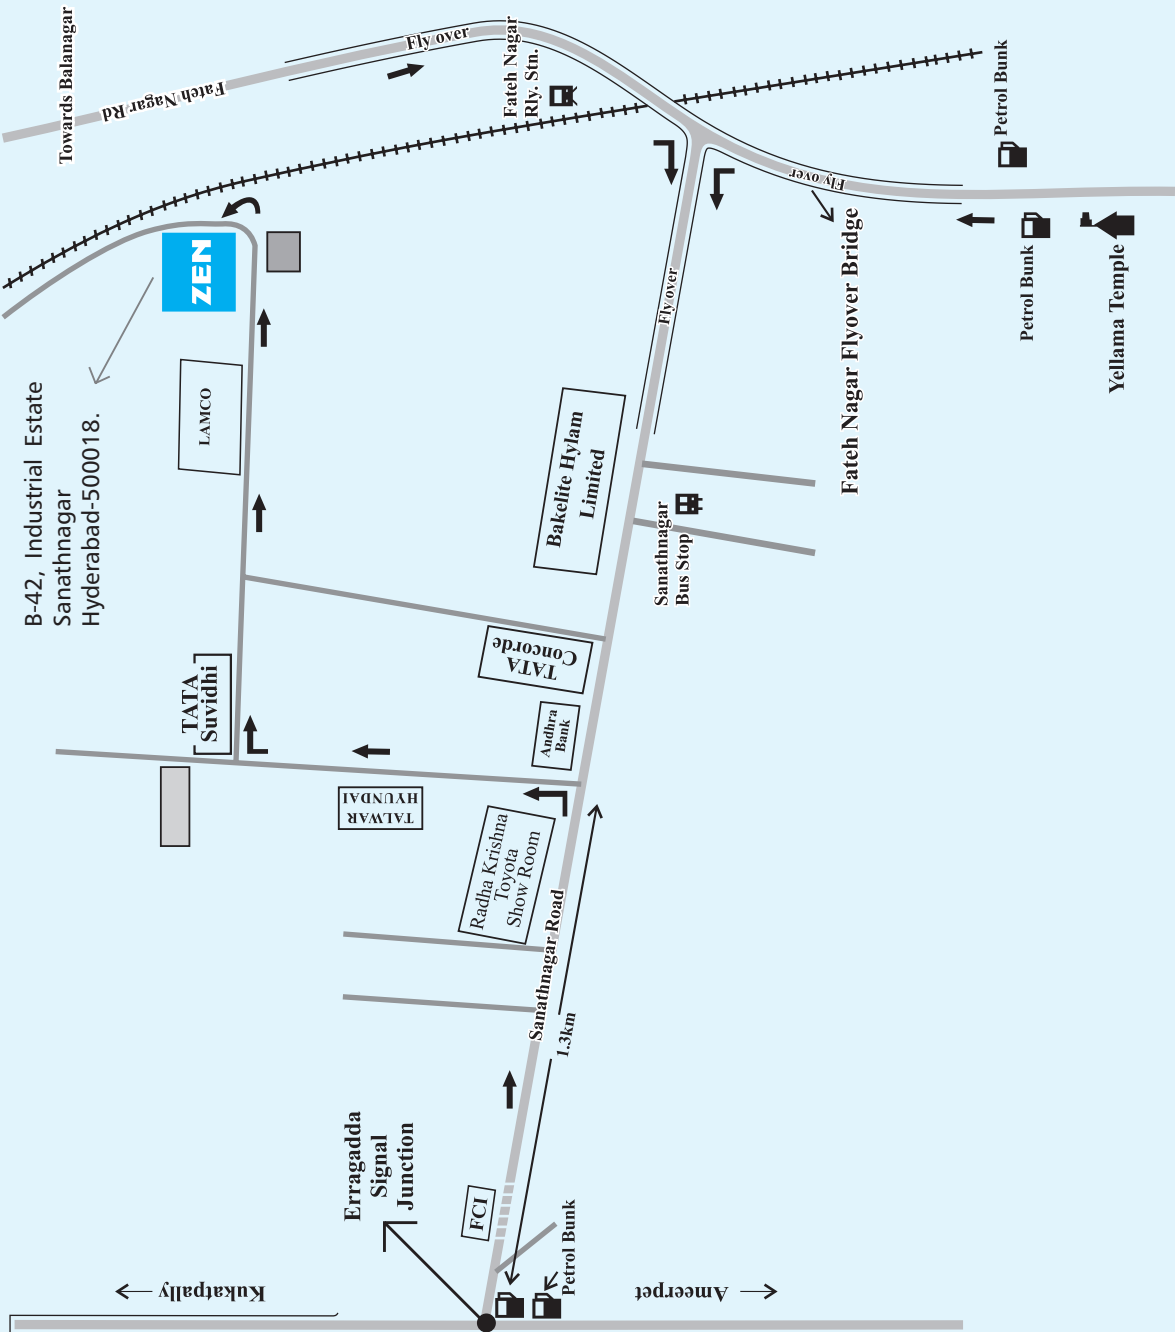 Towards Balanagar
Fateh Nagar Rd
Fly over
Fateh Nagar
Rly. Stn.
Petrol Bunk
Fly over
Petrol Bunk
Yellama Temple
Fateh Nagar Flyover Bridge
Fly over
ZEN
B-42, Industrial Estate
Sanathnagar
Hyderabad-500018.
LAMCO
Bakelite Hylam
Limited
Sanathnagar
Bus Stop
TATA
Concorde
TATA
Suvidhi
Andhra
Bank
TALWAR
HYUNDAI
Radha Krishna
Toyota
Show Room
Sanathnagar Road
1.3km
Erragadda
Signal
Junction
FCI
Petrol Bunk
Kukatpally
Ameerpet